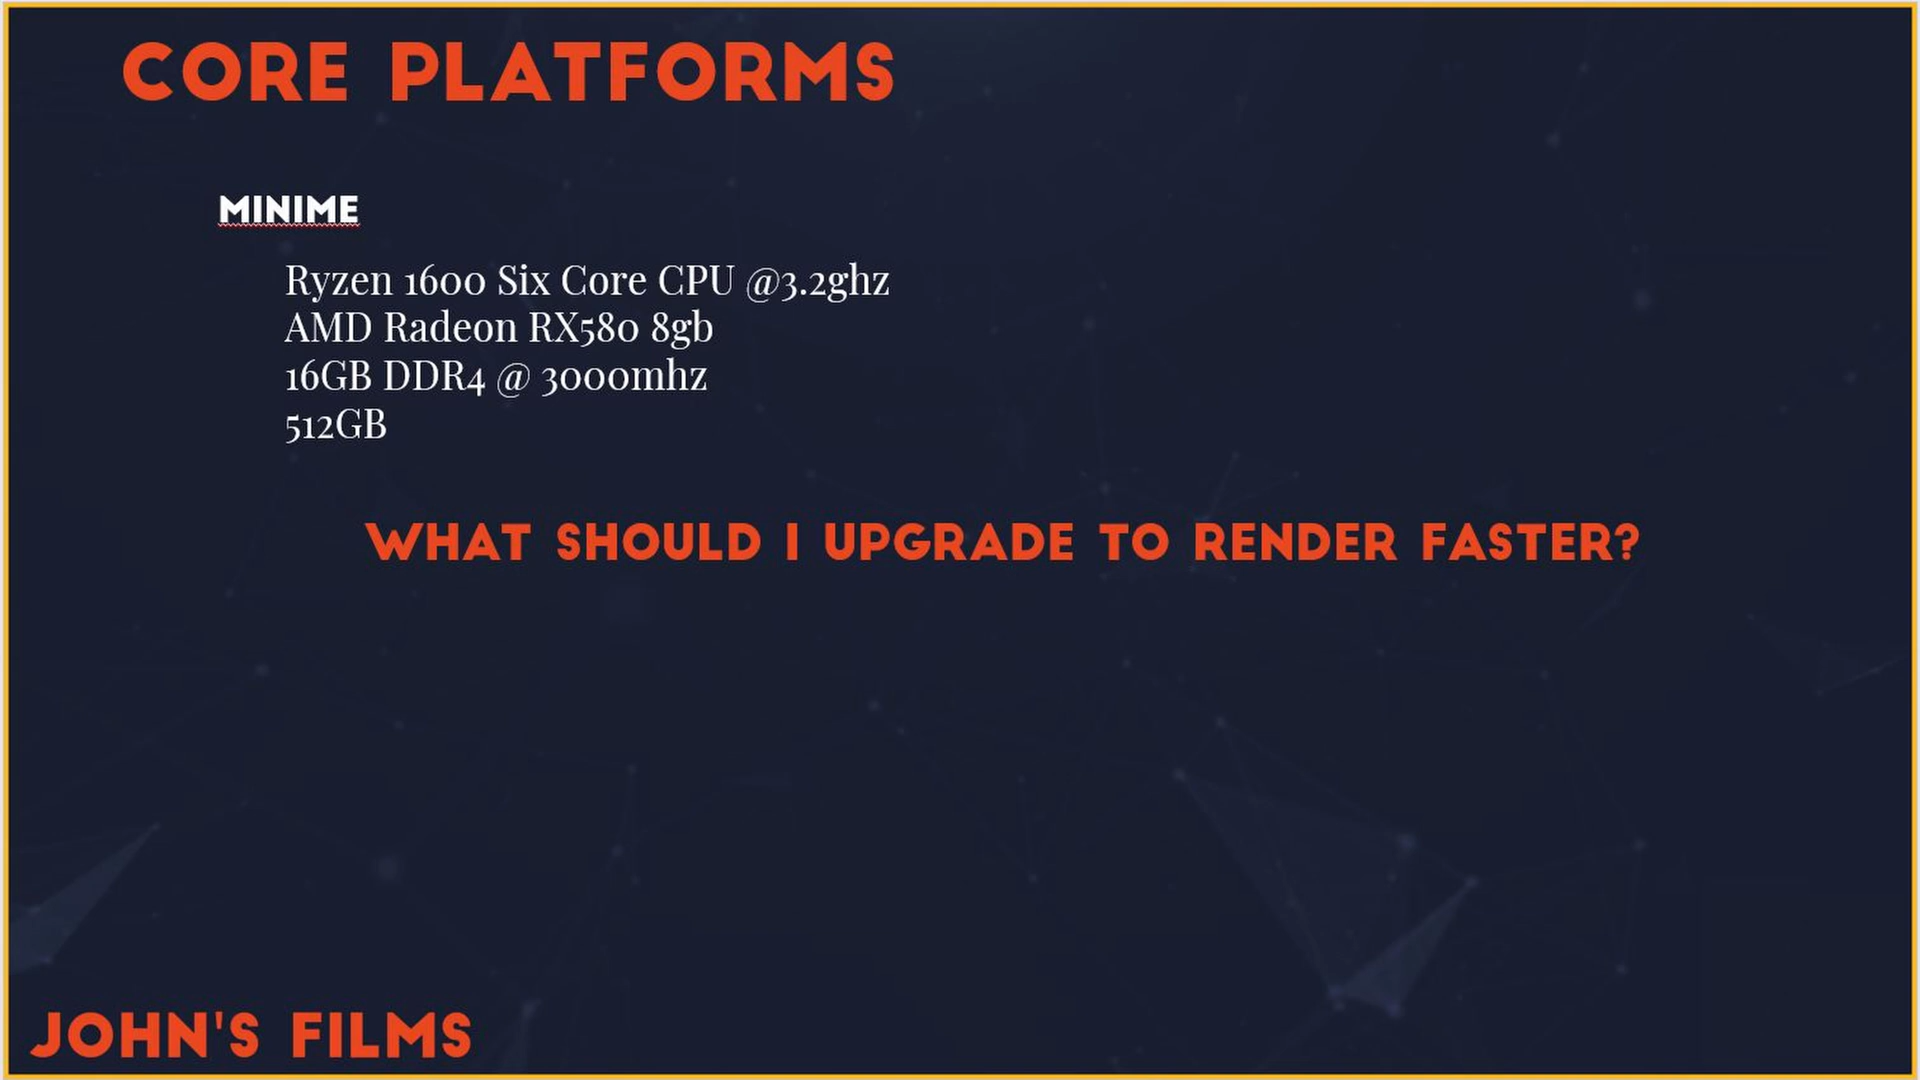 CORE PLATFORMS
MINIME
Ryzen 1600 Six Core CPU @3.2ghz
AMD Radeon RX580 8gb
16GB DDR4 @ 3000mhz
512GB
WHAT SHOULD I UPGRADE TO RENDER FASTER?
JOHN'S FILMS